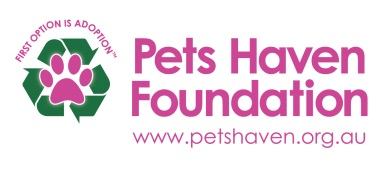 FIRST OPTION IS ADOPTION™
Pets Haven
Foundation
www.petshaven.org.au